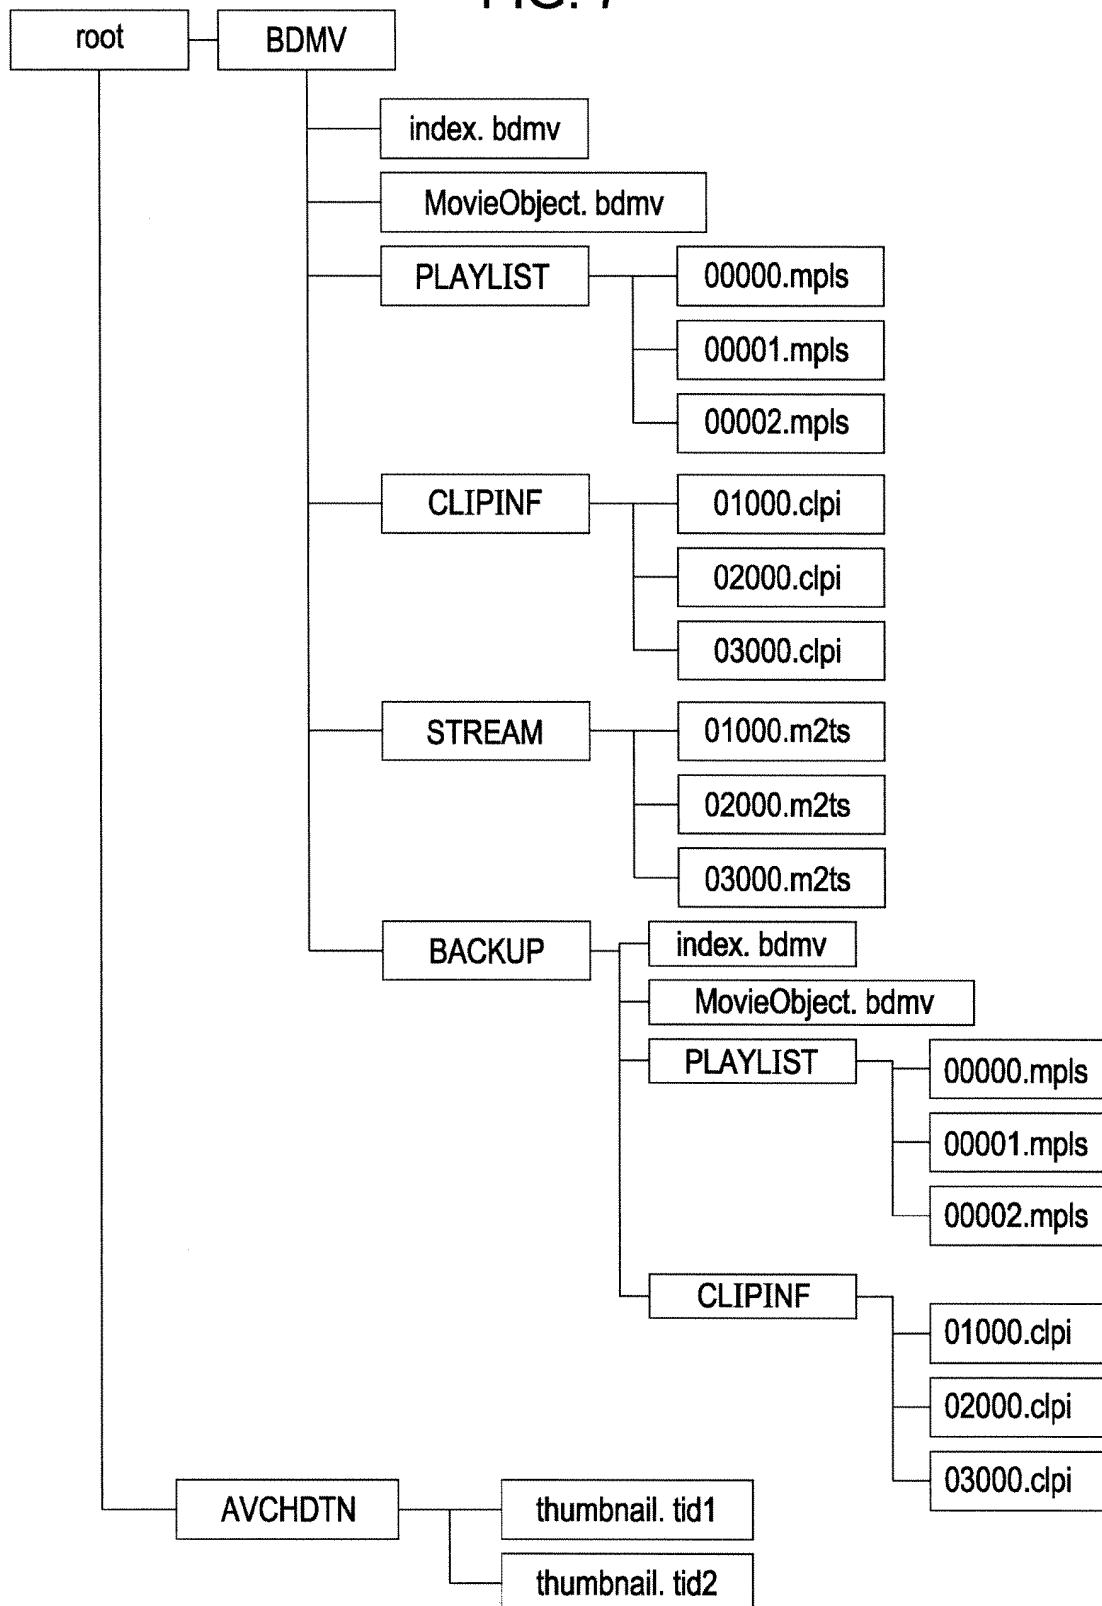 FIG. 7
root
BDMV
index. bdmv
MovieObject. bdmv
PLAYLIST
00000.mpls
00001.mpls
00002.mpls
CLIPINF
01000.clpi
02000.clpi
03000.clpi
STREAM
01000.m2ts
02000.m2ts
03000.m2ts
BACKUP
index. bdmv
MovieObject. bdmv
PLAYLIST
00000.mpls
00001.mpls
00002.mpls
CLIPINF
01000.clpi
02000.clpi
03000.clpi
AVCHDTN
thumbnail. tid1
thumbnail. tid2